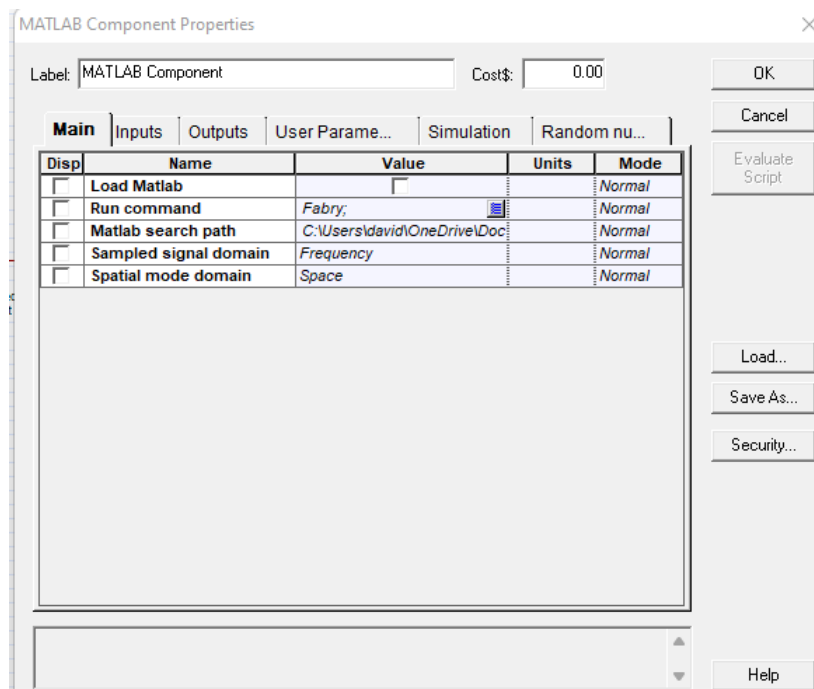 MATLAB Component Properties
Label: MATLAB Component Cost$: 0.00 OK
Cancel
Main Inputs Outputs User Parame... Simulation Random nu...
Evaluate Script
Disp Name Value Units Mode
Load Matlab Normal
Run command Fabry; Normal
Matlab search path C:\Users\david\OneDrive\Doc Normal
Sampled signal domain Frequency Normal
Spatial mode domain Space Normal
Load...
Save As...
Security...
Help